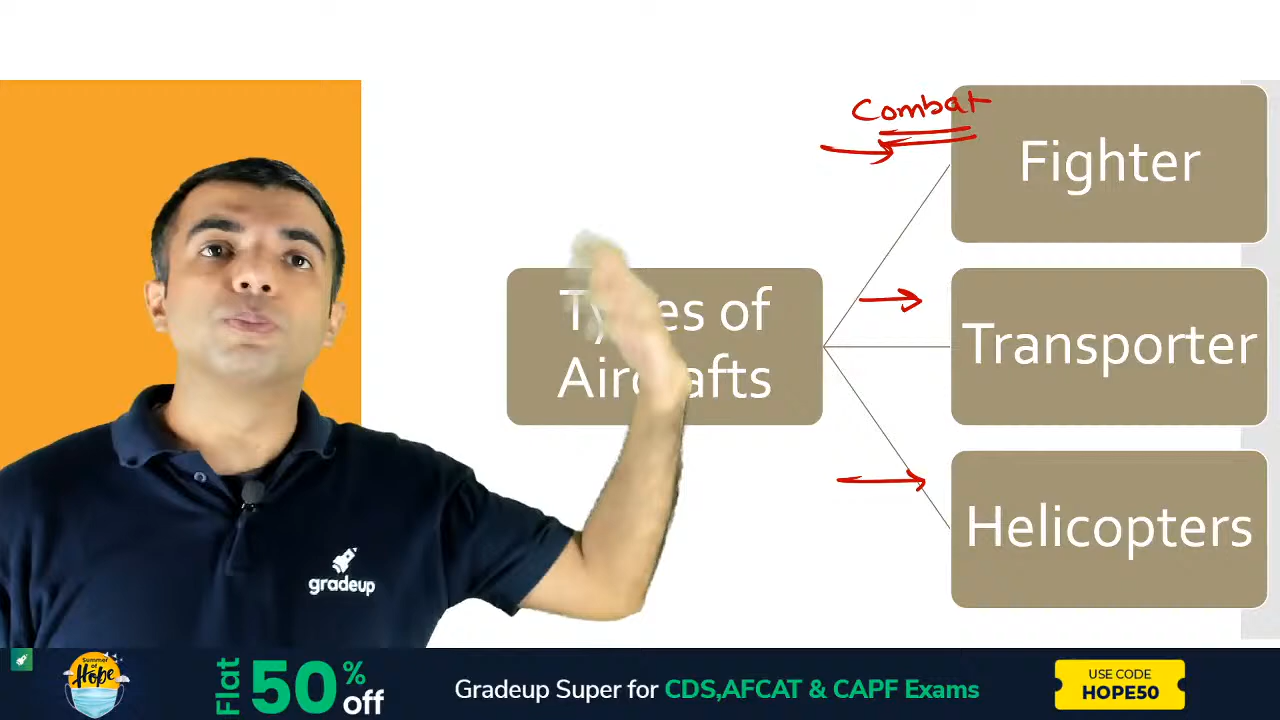 Combat
Fighter
Types of
Aircrafts
Transporter
Helicopters
gradeup
Summer
of
Hope
Flat
50%
off
Gradeup Super for CDS,AFCAT & CAPF Exams
USE CODE
HOPE50